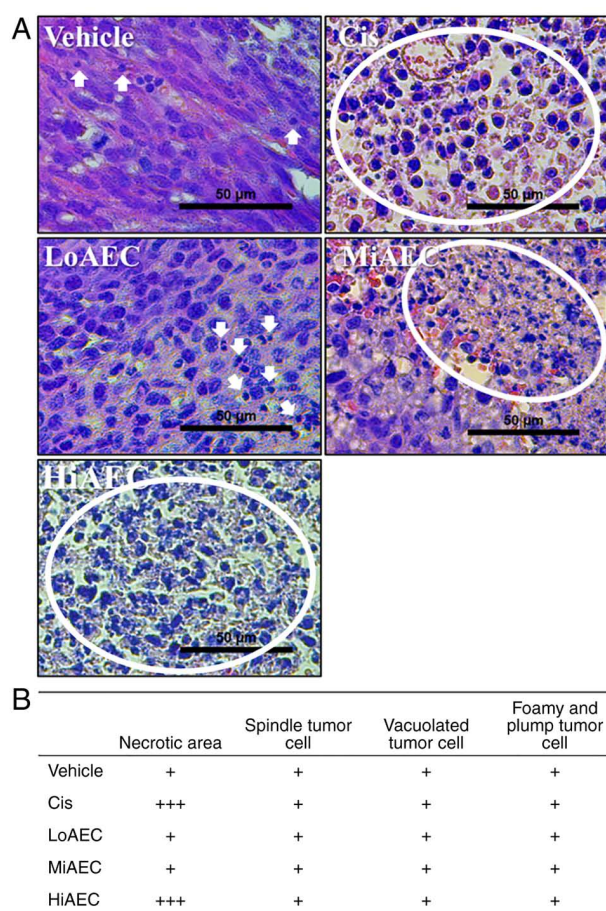 A
Vehicle
Cis
50 µm
50 µm
LoAEC
MiAEC
50 µm
50 µm
HiAEC
50 µm
B
Necrotic area Spindle tumor cell Vacuolated tumor cell Foamy and plump tumor cell
Vehicle + + + +
Cis +++ + + +
LoAEC + + + +
MiAEC + + + +
HiAEC +++ + + +